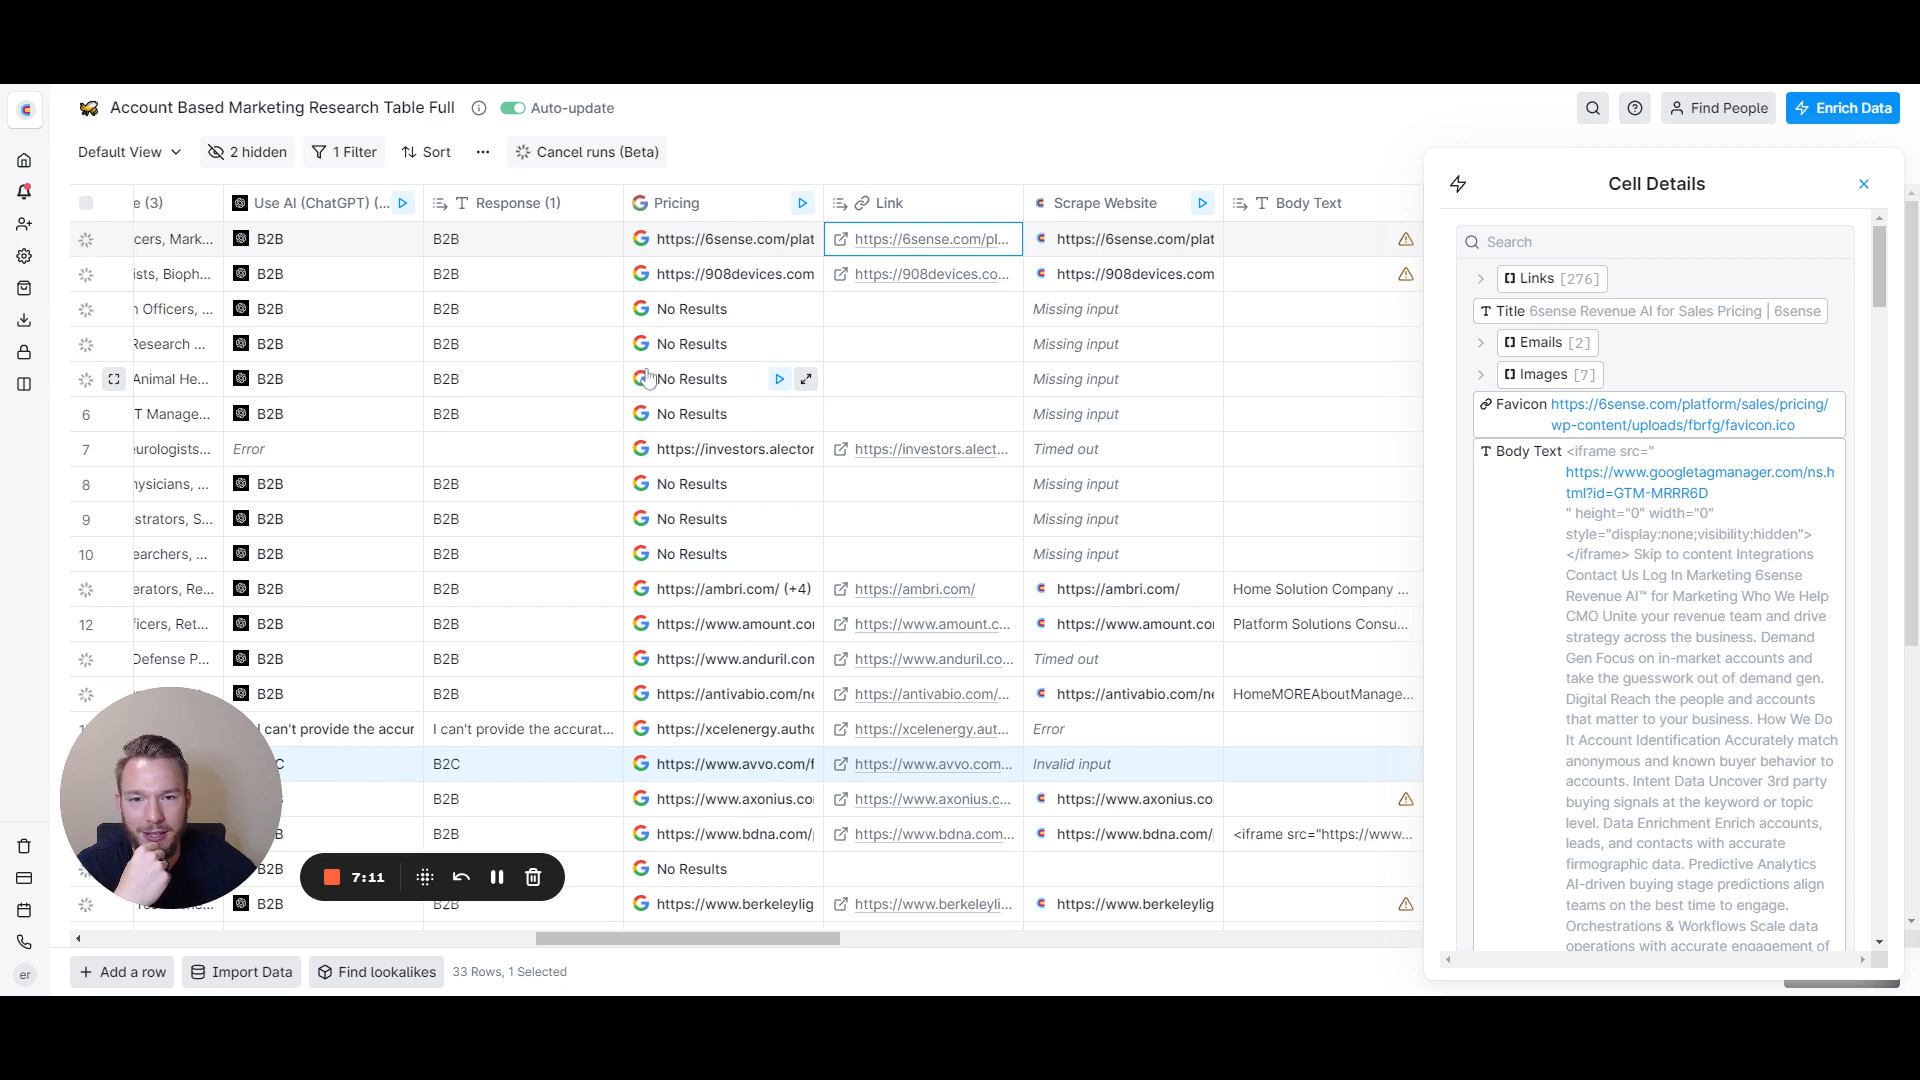 Account Based Marketing Research Table Full
Auto-update
Find People
Enrich Data
Default View
2 hidden
1 Filter
Sort
Cancel runs (Beta)
e (3)
Use AI (ChatGPT) (...
Response (1)
Pricing
Link
Scrape Website
Body Text
cers, Mark... B2B B2B https://6sense.com/plat https://6sense.com/pl... https://6sense.com/plat
ists, Bioph... B2B B2B https://908devices.com https://908devices.co... https://908devices.com
n Officers, ... B2B B2B No Results Missing input
Research ... B2B B2B No Results Missing input
Animal He... B2B B2B No Results Missing input
6 T Manage... B2B B2B No Results Missing input
7 eurologists... Error https://investors.alector https://investors.alect... Timed out
8 nysicians, ... B2B B2B No Results Missing input
9 strators, S... B2B B2B No Results Missing input
10 earchers, ... B2B B2B No Results Missing input
erators, Re... B2B B2B https://ambri.com/ (+4) https://ambri.com/ https://ambri.com/ Home Solution Company ...
12 ficers, Ret... B2B B2B https://www.amount.co https://www.amount.c... https://www.amount.co Platform Solutions Consu...
Defense P... B2B B2B https://www.anduril.com https://www.anduril.co... Timed out
B2B B2B https://antivabio.com/ne https://antivabio.com/... https://antivabio.com/ne HomeMOREAboutManage...
I can't provide the accur I can't provide the accurat... https://xcelenergy.autho https://xcelenergy.aut... Error
C B2C https://www.avvo.com/f https://www.avvo.com... Invalid input
B2B https://www.axonius.co https://www.axonius.c... https://www.axonius.co
B B2B https://www.bdna.com/ https://www.bdna.com... https://www.bdna.com/ <iframe src="https://www...
B2B No Results
B2B B2B https://www.berkeleylig https://www.berkeleyli... https://www.berkeleylig
7:11
Add a row
Import Data
Find lookalikes
33 Rows, 1 Selected
er
Cell Details
Search
Links [276]
Title 6sense Revenue AI for Sales Pricing | 6sense
Emails [2]
Images [7]
Favicon https://6sense.com/platform/sales/pricing/
wp-content/uploads/fbrfg/favicon.ico
Body Text <iframe src="
https://www.googletagmanager.com/ns.h
tml?id=GTM-MRRR6D
" height="0" width="0"
style="display:none;visibility:hidden">
</iframe> Skip to content Integrations
Contact Us Log In Marketing 6sense
Revenue AI™ for Marketing Who We Help
CMO Unite your revenue team and drive
strategy across the business. Demand
Gen Focus on in-market accounts and
take the guesswork out of demand gen.
Digital Reach the people and accounts
that matter to your business. How We Do
It Account Identification Accurately match
anonymous and known buyer behavior to
accounts. Intent Data Uncover 3rd party
buying signals at the keyword or topic
level. Data Enrichment Enrich accounts,
leads, and contacts with accurate
firmographic data. Predictive Analytics
AI-driven buying stage predictions align
teams on the best time to engage.
Orchestrations & Workflows Scale data
operations with accurate engagement of